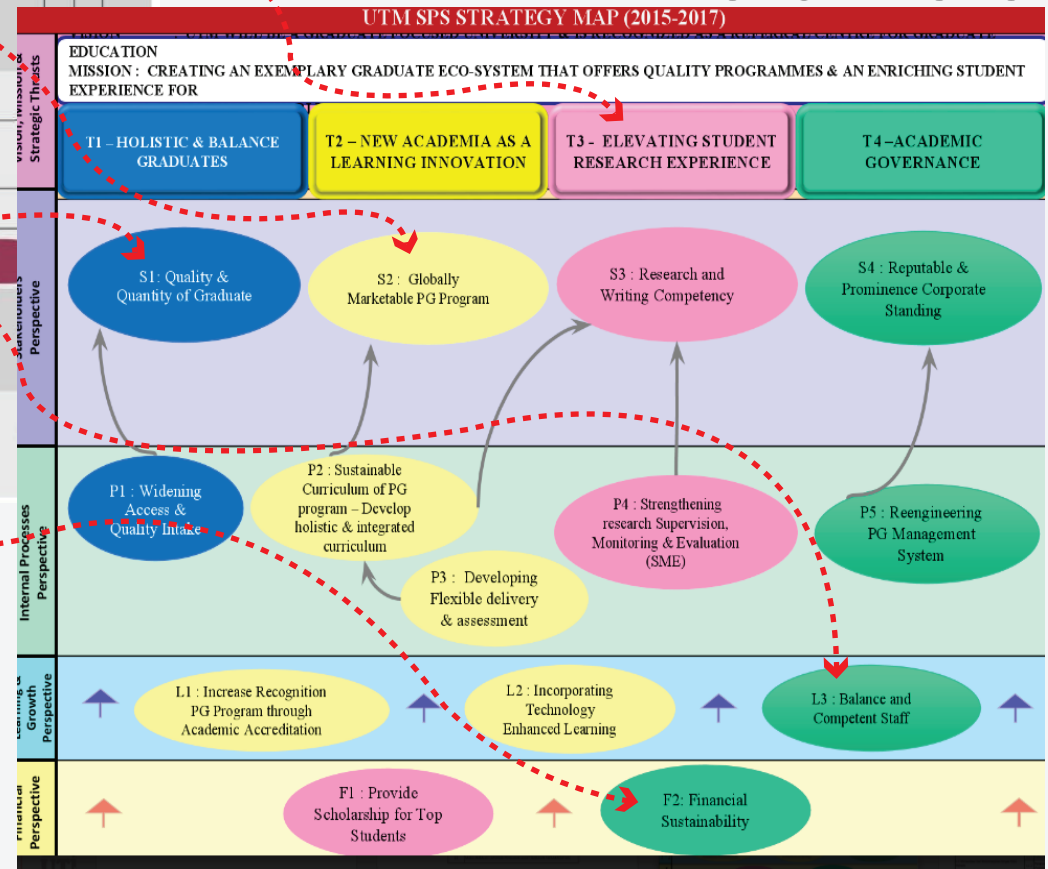 UTM SPS STRATEGY MAP (2015-2017)
EDUCATION
MISSION : CREATING AN EXEMPLARY GRADUATE ECO-SYSTEM THAT OFFERS QUALITY PROGRAMMES & AN ENRICHING STUDENT
EXPERIENCE FOR
Strategic Thrusts
T1 – HOLISTIC & BALANCE
GRADUATES
T2 – NEW ACADEMIA AS A
LEARNING INNOVATION
T3 - ELEVATING STUDENT
RESEARCH EXPERIENCE
T4 –ACADEMIC
GOVERNANCE
Perspective
S1 : Quality &
Quantity of Graduate
S2 : Globally
Marketable PG Program
S3 : Research and
Writing Competency
S4 : Reputable &
Prominence Corporate
Standing
Internal Processes
Perspective
P1 : Widening
Access &
Quality Intake
P2 : Sustainable
Curriculum of PG
program – Develop
holistic & integrated
curriculum
P3 : Developing
Flexible delivery
& assessment
P4 : Strengthening
research Supervision,
Monitoring & Evaluation
(SME)
P5 : Reengineering
PG Management
System
Growth
Perspective
L1 : Increase Recognition
PG Program through
Academic Accreditation
L2 : Incorporating
Technology
Enhanced Learning
L3 : Balance and
Competent Staff
Perspective
F1 : Provide
Scholarship for Top
Students
F2: Financial
Sustainability